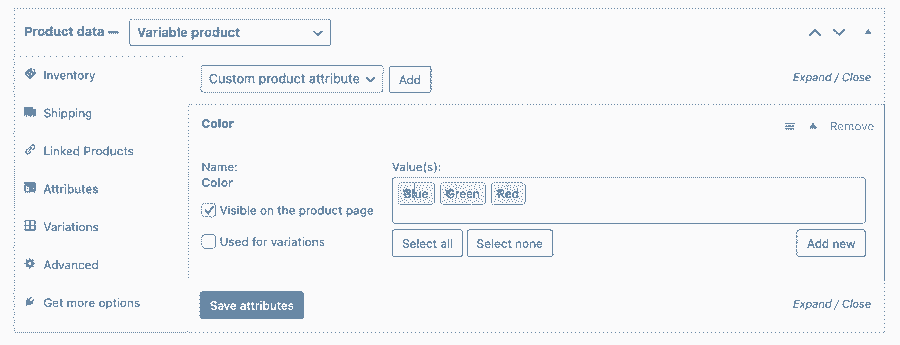 Product data — Variable product
Inventory
Shipping
Linked Products
Attributes
Variations
Advanced
Get more options
Custom product attribute Add Expand / Close
Color Remove
Name:
Color
Visible on the product page
Used for variations
Value(s):
Blue Green Red
Select all Select none Add new
Save attributes Expand / Close